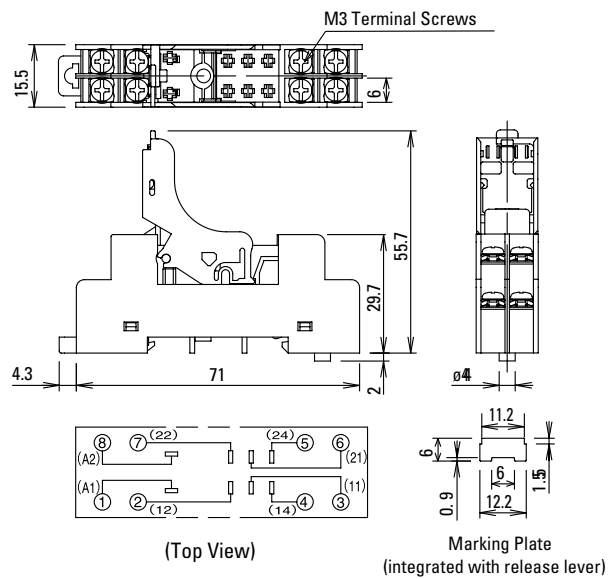 M3 Terminal Screws
15.5
6
55.7
29.7
4.3
71
2
ø4
11.2
6
1.5
0.9
6
12.2
8 7 (22) (24) 5 6
(A2) (21)
(A1) (11)
1 2 (12) (14) 4 3
(Top View)
Marking Plate
(integrated with release lever)